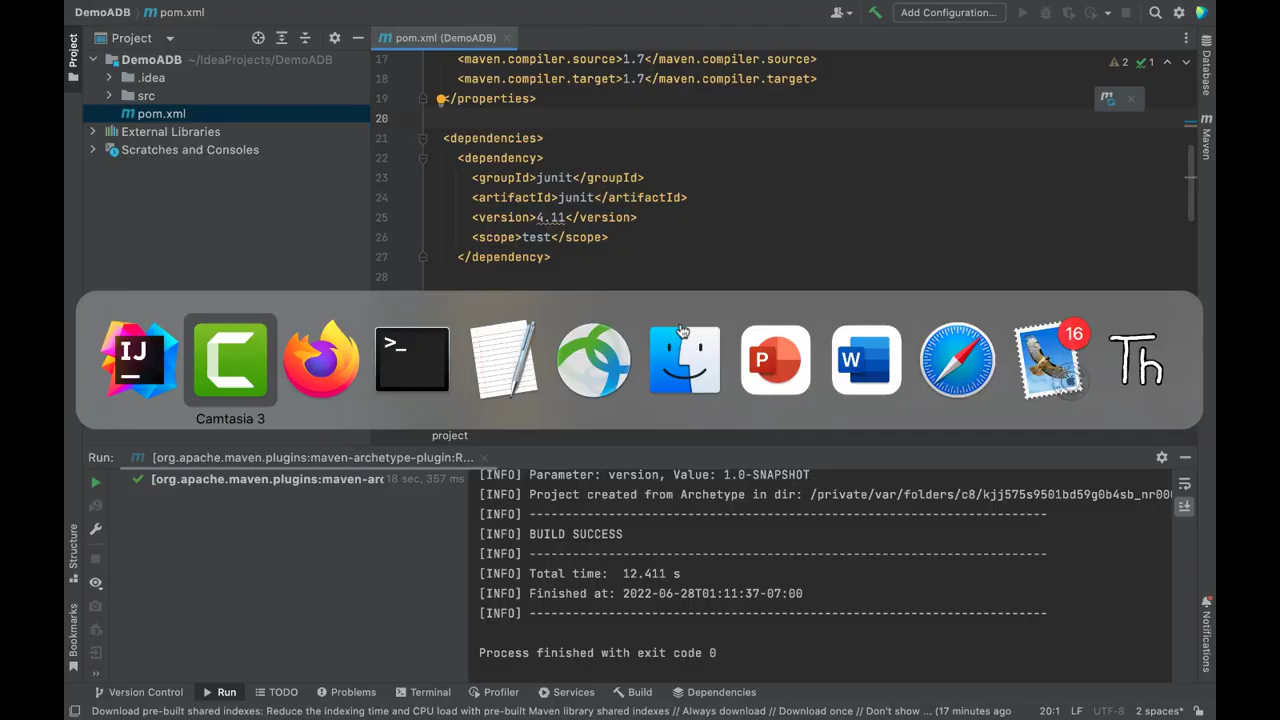 DemoADB
pom.xml
Add Configuration...
Project
Project
pom.xml (DemoADB)
DemoADB ~/IdeaProjects/DemoADB
.idea
src
pom.xml
External Libraries
Scratches and Consoles
17 <maven.compiler.source>1.7</maven.compiler.source>
18 <maven.compiler.target>1.7</maven.compiler.target>
19 </properties>
20
21 <dependencies>
22 <dependency>
23 <groupId>junit</groupId>
24 <artifactId>junit</artifactId>
25 <version>4.11</version>
26 <scope>test</scope>
27 </dependency>
28
2 1
Database
Maven
IJ
>_
P
W
16
Th
Camtasia 3
project
Run: [org.apache.maven.plugins:maven-archetype-plugin:R...
[org.apache.maven.plugins:maven-arc 18 sec, 357 ms
[INFO] Parameter: version, Value: 1.0-SNAPSHOT
[INFO] Project created from Archetype in dir: /private/var/folders/c8/kjj575s9501bd59g0b4sb_nr000
[INFO] ------------------------------------------------------------------------
[INFO] BUILD SUCCESS
[INFO] ------------------------------------------------------------------------
[INFO] Total time:  12.411 s
[INFO] Finished at: 2022-06-28T01:11:37-07:00
[INFO] ------------------------------------------------------------------------
Process finished with exit code 0
Structure
Bookmarks
Notifications
Version Control Run TODO Problems Terminal Profiler Services Build Dependencies
Download pre-built shared indexes: Reduce the indexing time and CPU load with pre-built Maven library shared indexes // Always download // Download once // Don't show ... (17 minutes ago) 20:1 LF UTF-8 2 spaces*